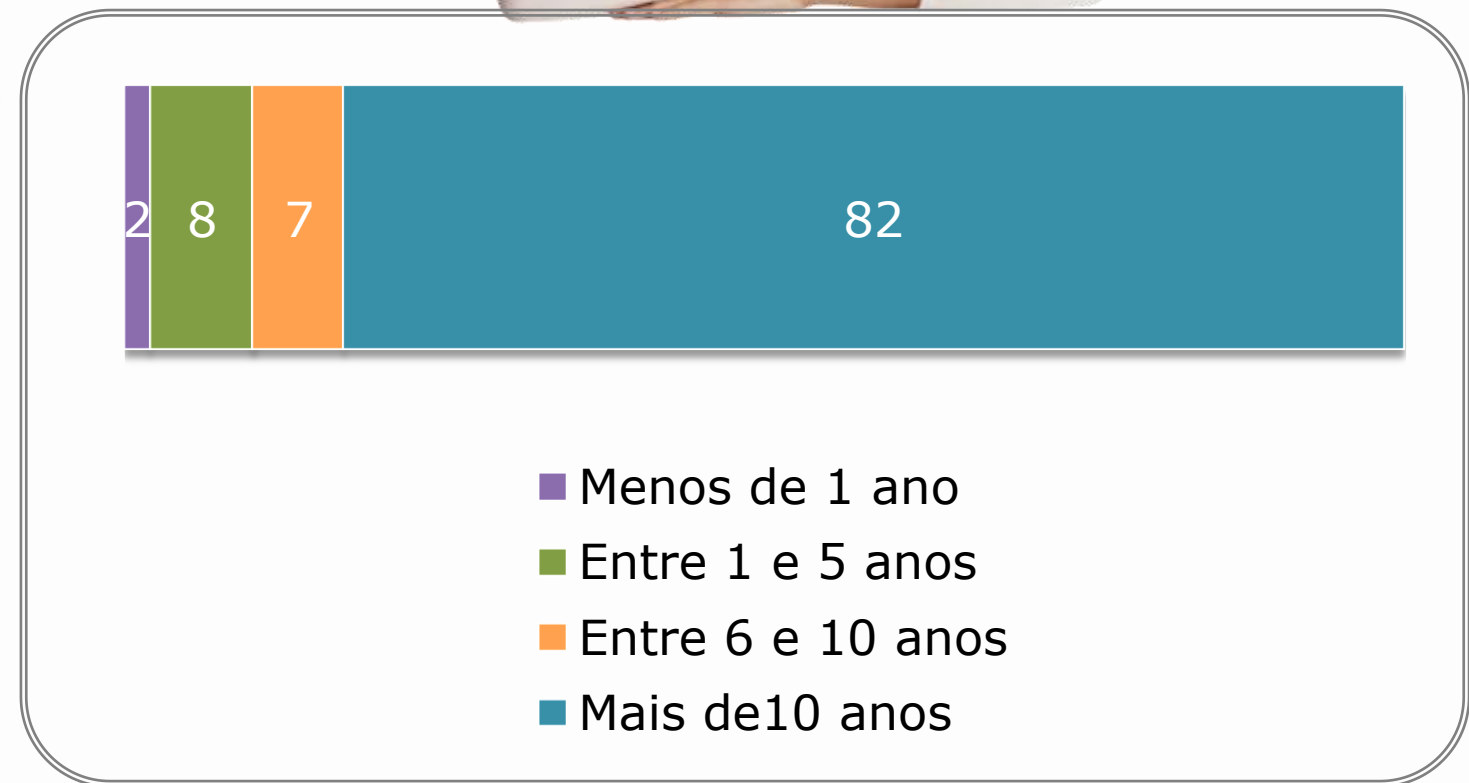 2 8 7 82
Menos de 1 ano
Entre 1 e 5 anos
Entre 6 e 10 anos
Mais de10 anos